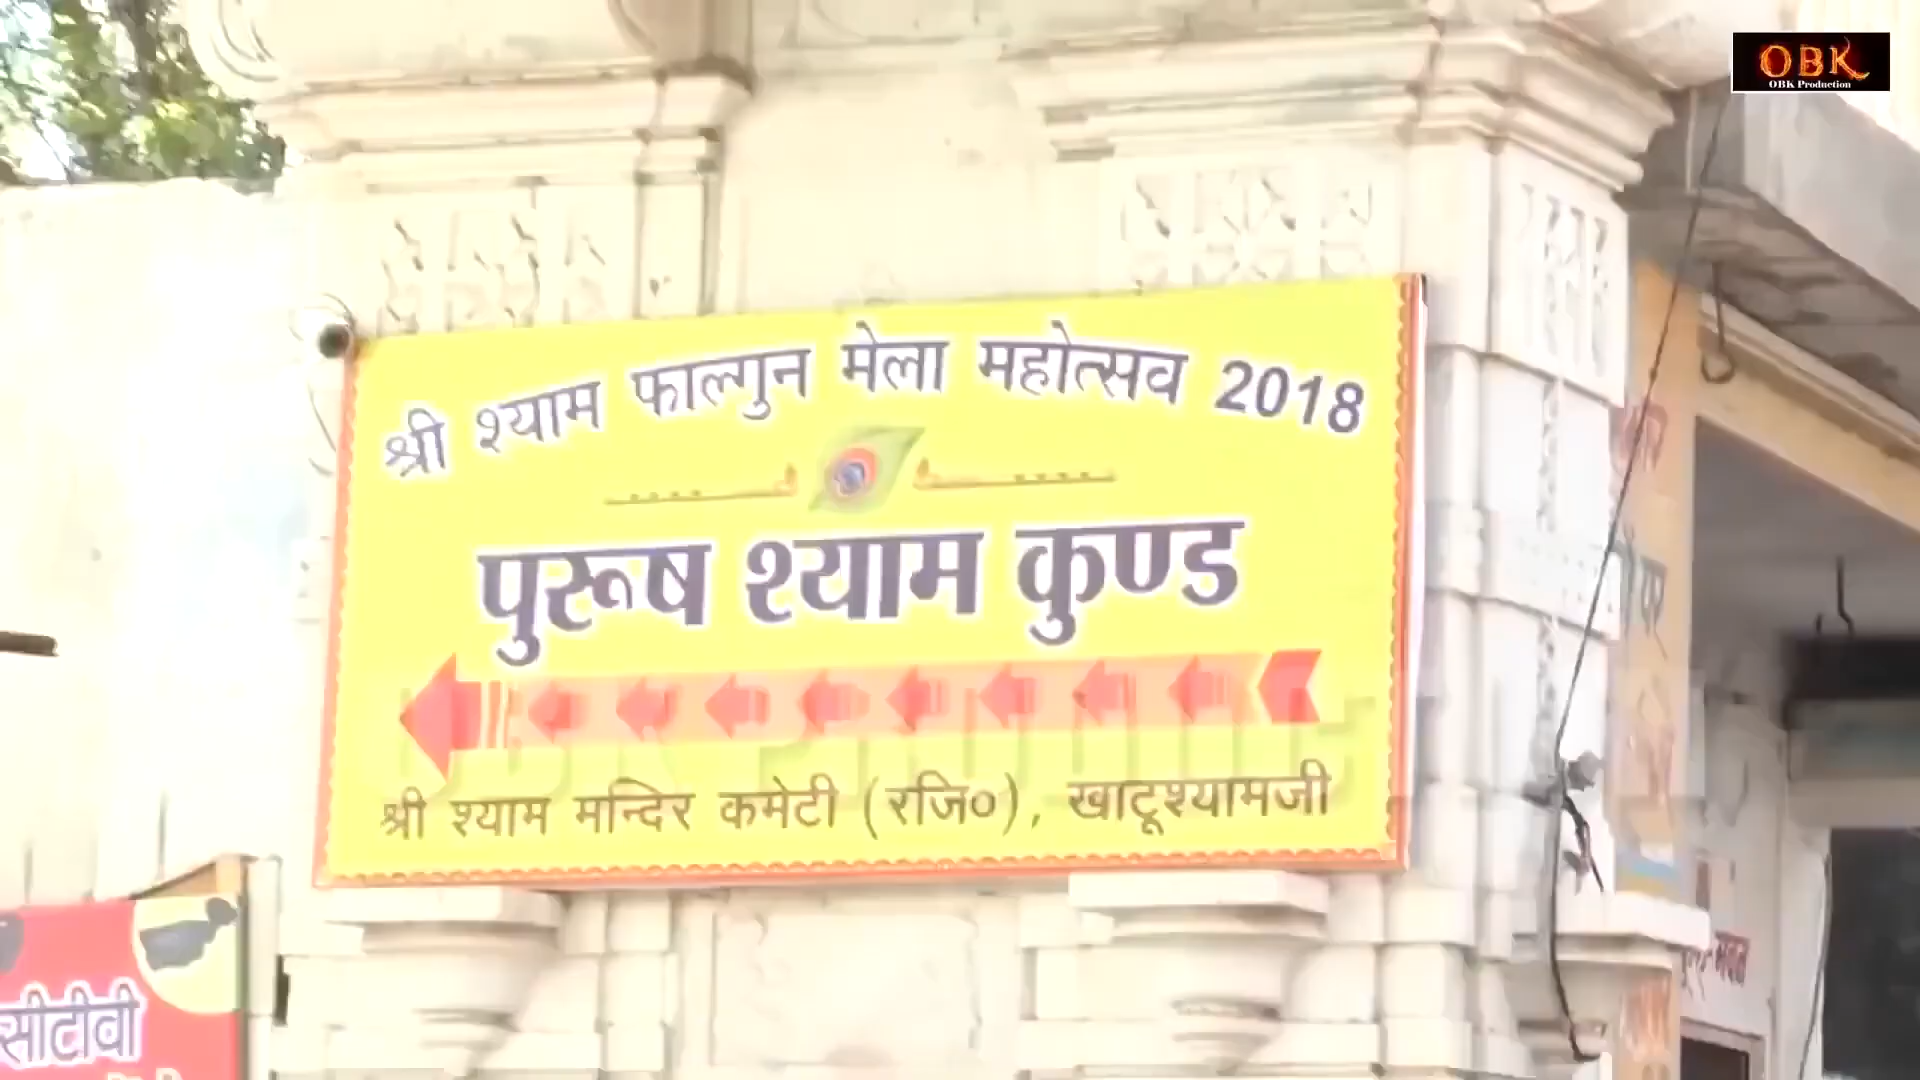 OBK
OBK Production
श्री श्याम फाल्गुन मेला महोत्सव 2018
पुरूष श्याम कुण्ड
श्री श्याम मन्दिर कमेटी (रजि०), खाटूश्यामजी
सीटीवी